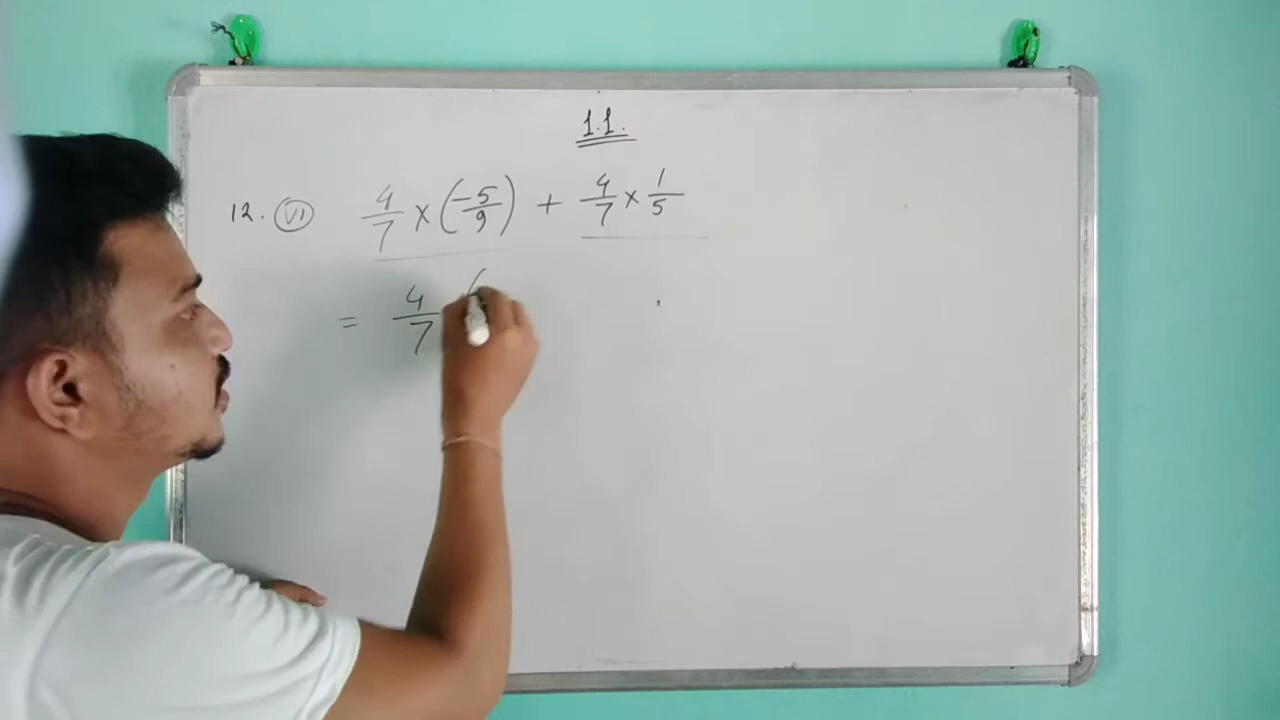 1.1.
12. (VI) 4/7 × (-5/9) + 4/7 × 1/5
= 4/7 (